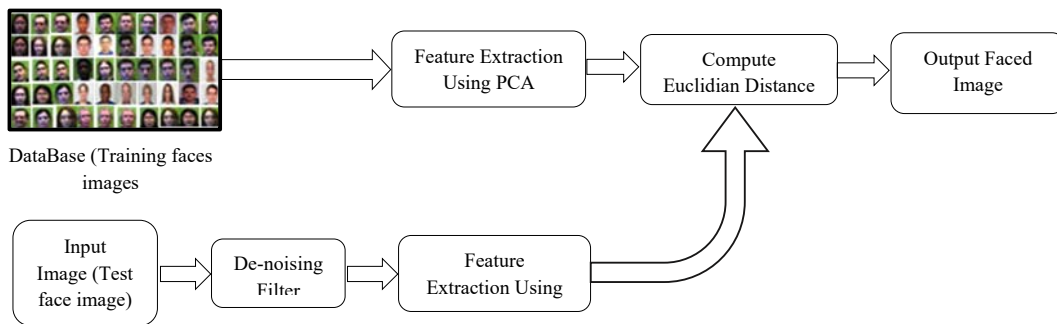 Feature Extraction
Using PCA
Compute
Euclidian Distance
Output Faced
Image
DataBase (Training faces
images
Input
Image (Test
face image)
De-noising
Filter
Feature
Extraction Using